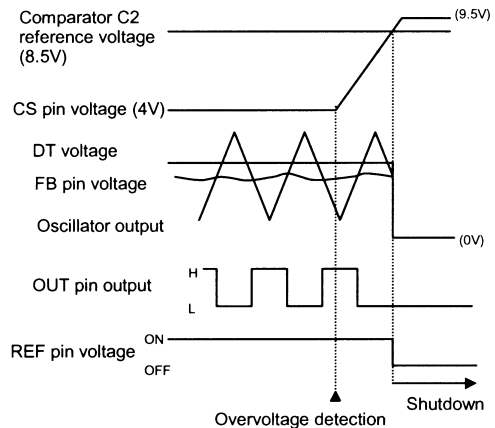 Comparator C2
reference voltage
(8.5V)
(9.5V)
CS pin voltage (4V)
DT voltage
FB pin voltage
Oscillator output
(0V)
OUT pin output
H
L
REF pin voltage
ON
OFF
Shutdown
Overvoltage detection